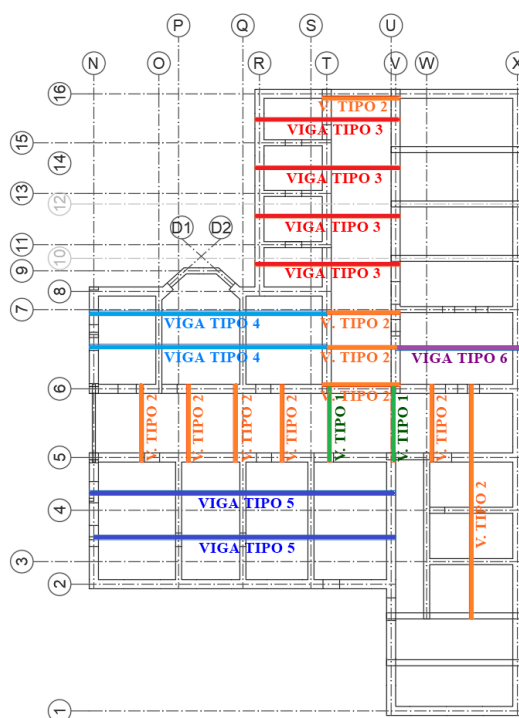 U
P Q S
N O R T V W X
16
V. TIPO 2
VIGA TIPO 3
15
14
VIGA TIPO 3
13
12
VIGA TIPO 3
D1 D2
11
10
9
VIGA TIPO 3
8
7
VIGA TIPO 4 V. TIPO 2
VIGA TIPO 4 V. TIPO 2 VIGA TIPO 6
6
V. TIPO 2
V. TIPO 2
V. TIPO 2
V. TIPO 2
V. TIPO 2
V. TIPO 1
V. TIPO 1
V. TIPO 2
5
VIGA TIPO 5
4
V. TIPO 2
VIGA TIPO 5
3
2
1